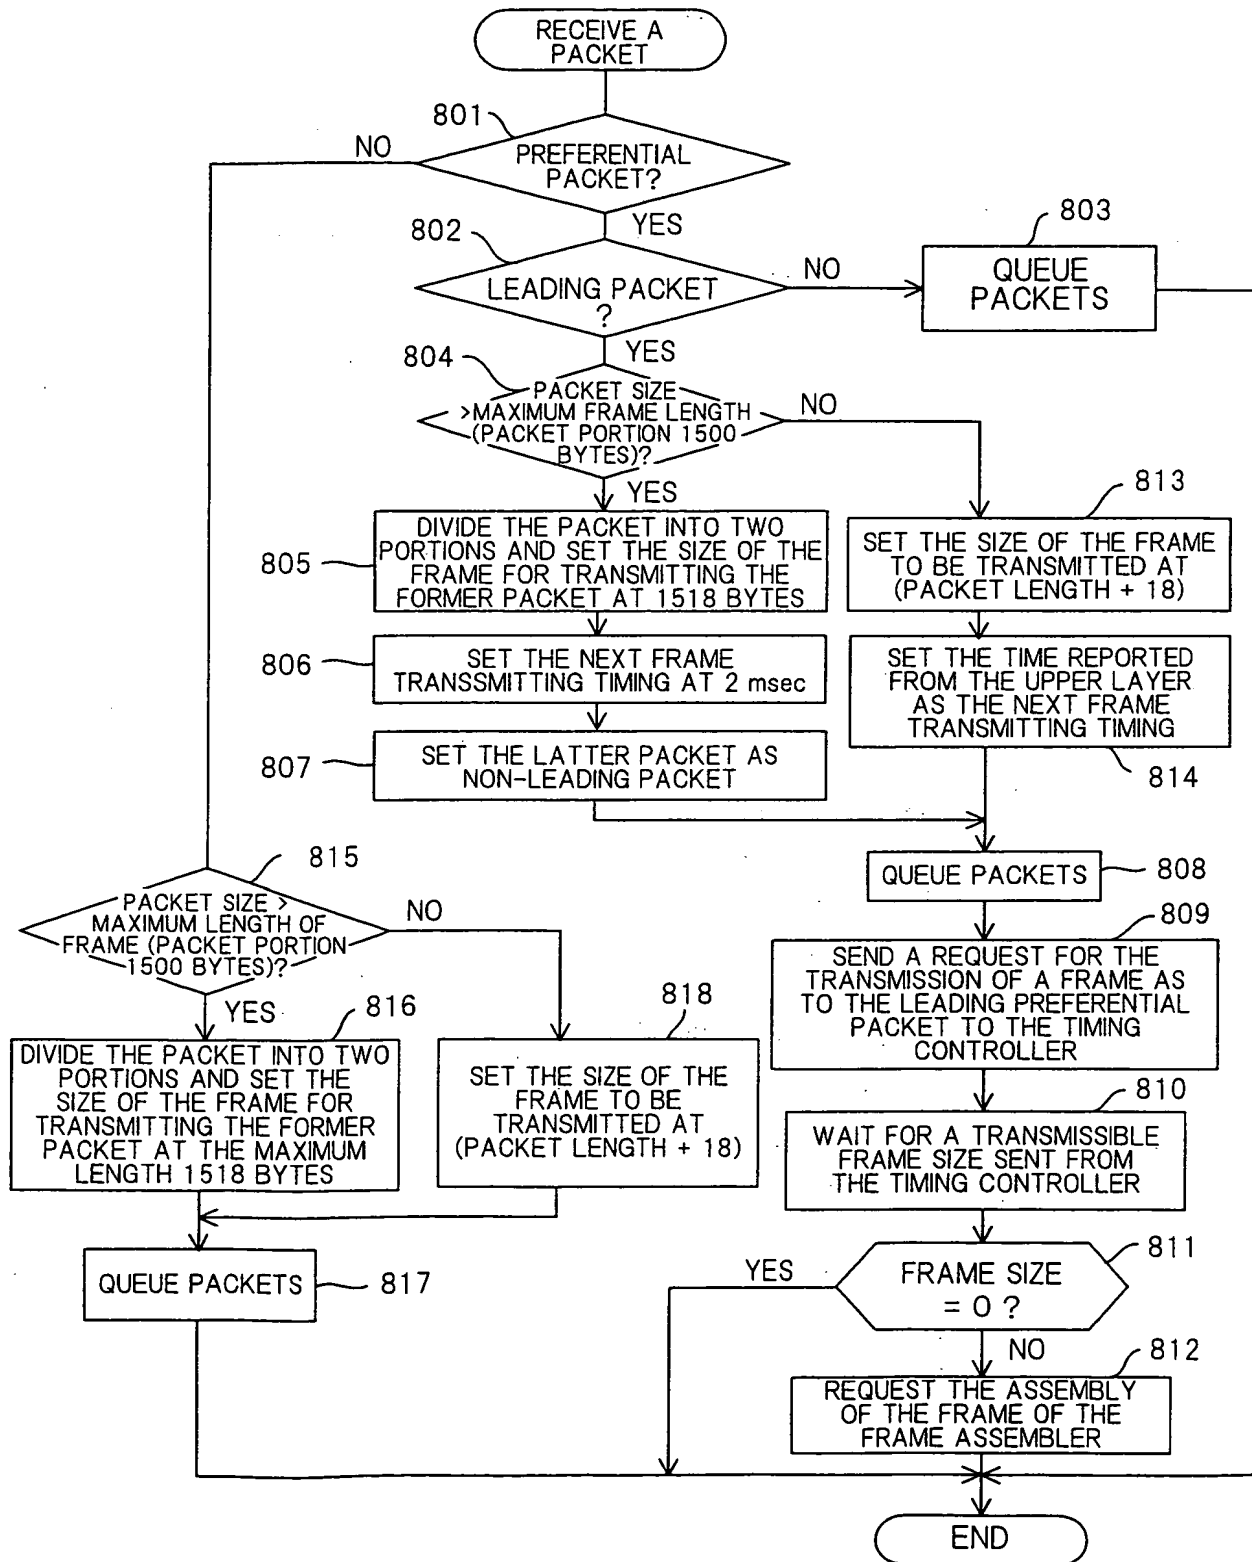 RECEIVE A
PACKET
801
NO
PREFERENTIAL
PACKET?
YES
802
803
LEADING PACKET
?
NO
QUEUE
PACKETS
YES
804
PACKET SIZE
>MAXIMUM FRAME LENGTH
(PACKET PORTION 1500
BYTES)?
NO
YES
813
805
DIVIDE THE PACKET INTO TWO
PORTIONS AND SET THE SIZE OF THE
FRAME FOR TRANSMITTING THE
FORMER PACKET AT 1518 BYTES
SET THE SIZE OF THE FRAME
TO BE TRANSMITTED AT
(PACKET LENGTH + 18)
806
SET THE NEXT FRAME
TRANSSMITTING TIMING AT 2 msec
SET THE TIME REPORTED
FROM THE UPPER LAYER
AS THE NEXT FRAME
TRANSMITTING TIMING
807
SET THE LATTER PACKET AS
NON-LEADING PACKET
814
815
PACKET SIZE >
MAXIMUM LENGTH OF
FRAME (PACKET PORTION
1500 BYTES)?
NO
QUEUE PACKETS
808
809
SEND A REQUEST FOR THE
TRANSMISSION OF A FRAME AS
TO THE LEADING PREFERENTIAL
PACKET TO THE TIMING
CONTROLLER
YES
816
818
DIVIDE THE PACKET INTO TWO
PORTIONS AND SET THE
SIZE OF THE FRAME FOR
TRANSMITTING THE FORMER
PACKET AT THE MAXIMUM
LENGTH 1518 BYTES
SET THE SIZE OF THE
FRAME TO BE
TRANSMITTED AT
(PACKET LENGTH + 18)
810
WAIT FOR A TRANSMISSIBLE
FRAME SIZE SENT FROM
THE TIMING CONTROLLER
QUEUE PACKETS
817
811
YES
FRAME SIZE
= 0 ?
NO
812
REQUEST THE ASSEMBLY
OF THE FRAME OF THE
FRAME ASSEMBLER
END